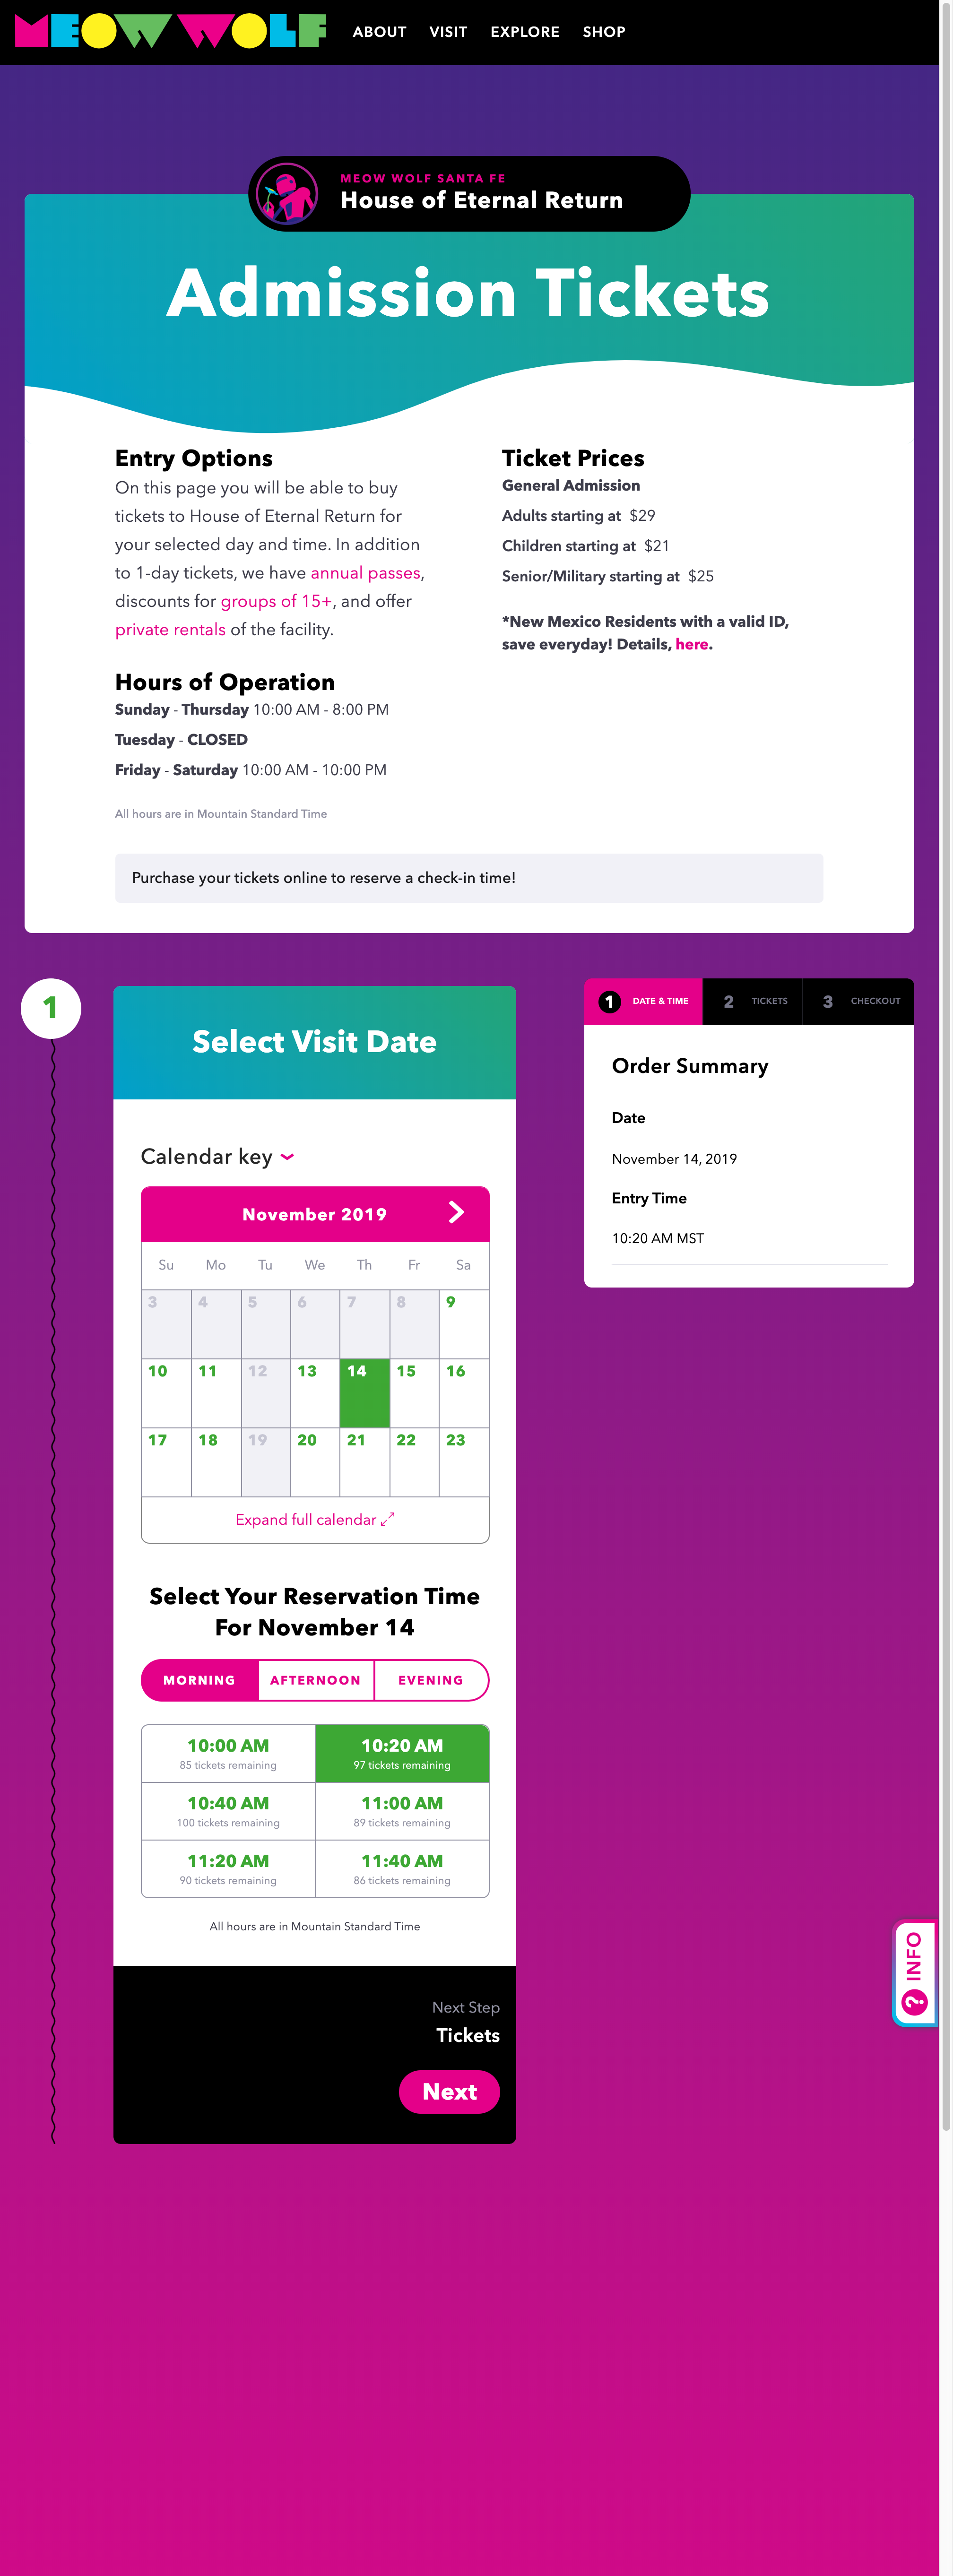 MEOW WOLF
ABOUT VISIT EXPLORE SHOP
MEOW WOLF SANTA FE
House of Eternal Return
Admission Tickets
Entry Options
On this page you will be able to buy
tickets to House of Eternal Return for
your selected day and time. In addition
to 1-day tickets, we have annual passes,
discounts for groups of 15+, and offer
private rentals of the facility.
Hours of Operation
Sunday - Thursday 10:00 AM - 8:00 PM
Tuesday - CLOSED
Friday - Saturday 10:00 AM - 10:00 PM
All hours are in Mountain Standard Time
Ticket Prices
General Admission
Adults starting at $29
Children starting at $21
Senior/Military starting at $25
*New Mexico Residents with a valid ID,
save everyday! Details, here.
Purchase your tickets online to reserve a check-in time!
1
Select Visit Date
Calendar key
November 2019
Su Mo Tu We Th Fr Sa
3 4 5 6 7 8 9
10 11 12 13 14 15 16
17 18 19 20 21 22 23
Expand full calendar
Select Your Reservation Time
For November 14
MORNING AFTERNOON EVENING
10:00 AM 10:20 AM
85 tickets remaining 97 tickets remaining
10:40 AM 11:00 AM
100 tickets remaining 89 tickets remaining
11:20 AM 11:40 AM
90 tickets remaining 86 tickets remaining
All hours are in Mountain Standard Time
Next Step
Tickets
Next
1 DATE & TIME 2 TICKETS 3 CHECKOUT
Order Summary
Date
November 14, 2019
Entry Time
10:20 AM MST
? INFO